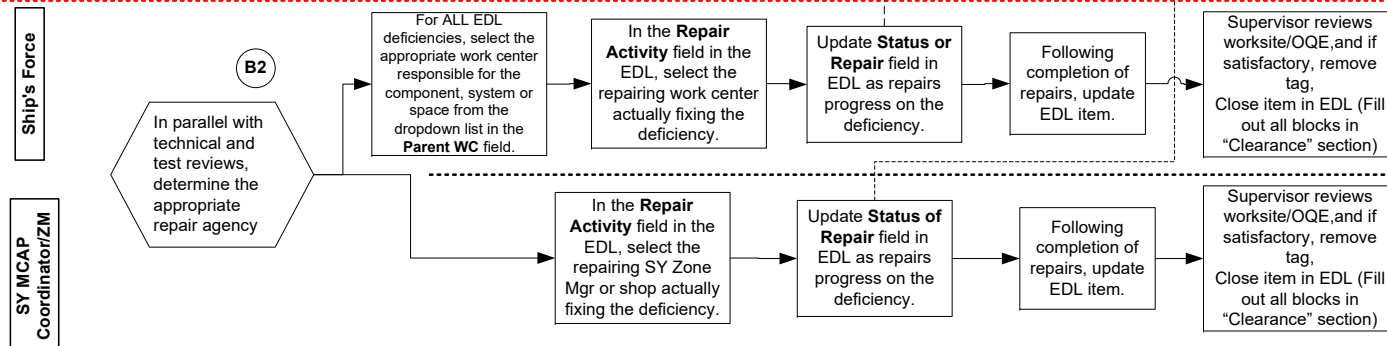 Ship's Force
B2
In parallel with
technical and
test reviews,
determine the
appropriate
repair agency
For ALL EDL
deficiencies, select the
appropriate work center
responsible for the
component, system or
space from the
dropdown list in the
Parent WC field.
In the Repair
Activity field in the
EDL, select the
repairing work center
actually fixing the
deficiency.
Update Status or
Repair field in
EDL as repairs
progress on the
deficiency.
Following
completion of
repairs, update
EDL item.
Supervisor reviews
worksite/OQE,and if
satisfactory, remove
tag,
Close item in EDL (Fill
out all blocks in
“Clearance” section)
SY MCAP
Coordinator/ZM
In the Repair
Activity field in the
EDL, select the
repairing SY Zone
Mgr or shop actually
fixing the deficiency.
Update Status of
Repair field in
EDL as repairs
progress on the
deficiency.
Following
completion of
repairs, update
EDL item.
Supervisor reviews
worksite/OQE,and if
satisfactory, remove
tag,
Close item in EDL (Fill
out all blocks in
“Clearance” section)